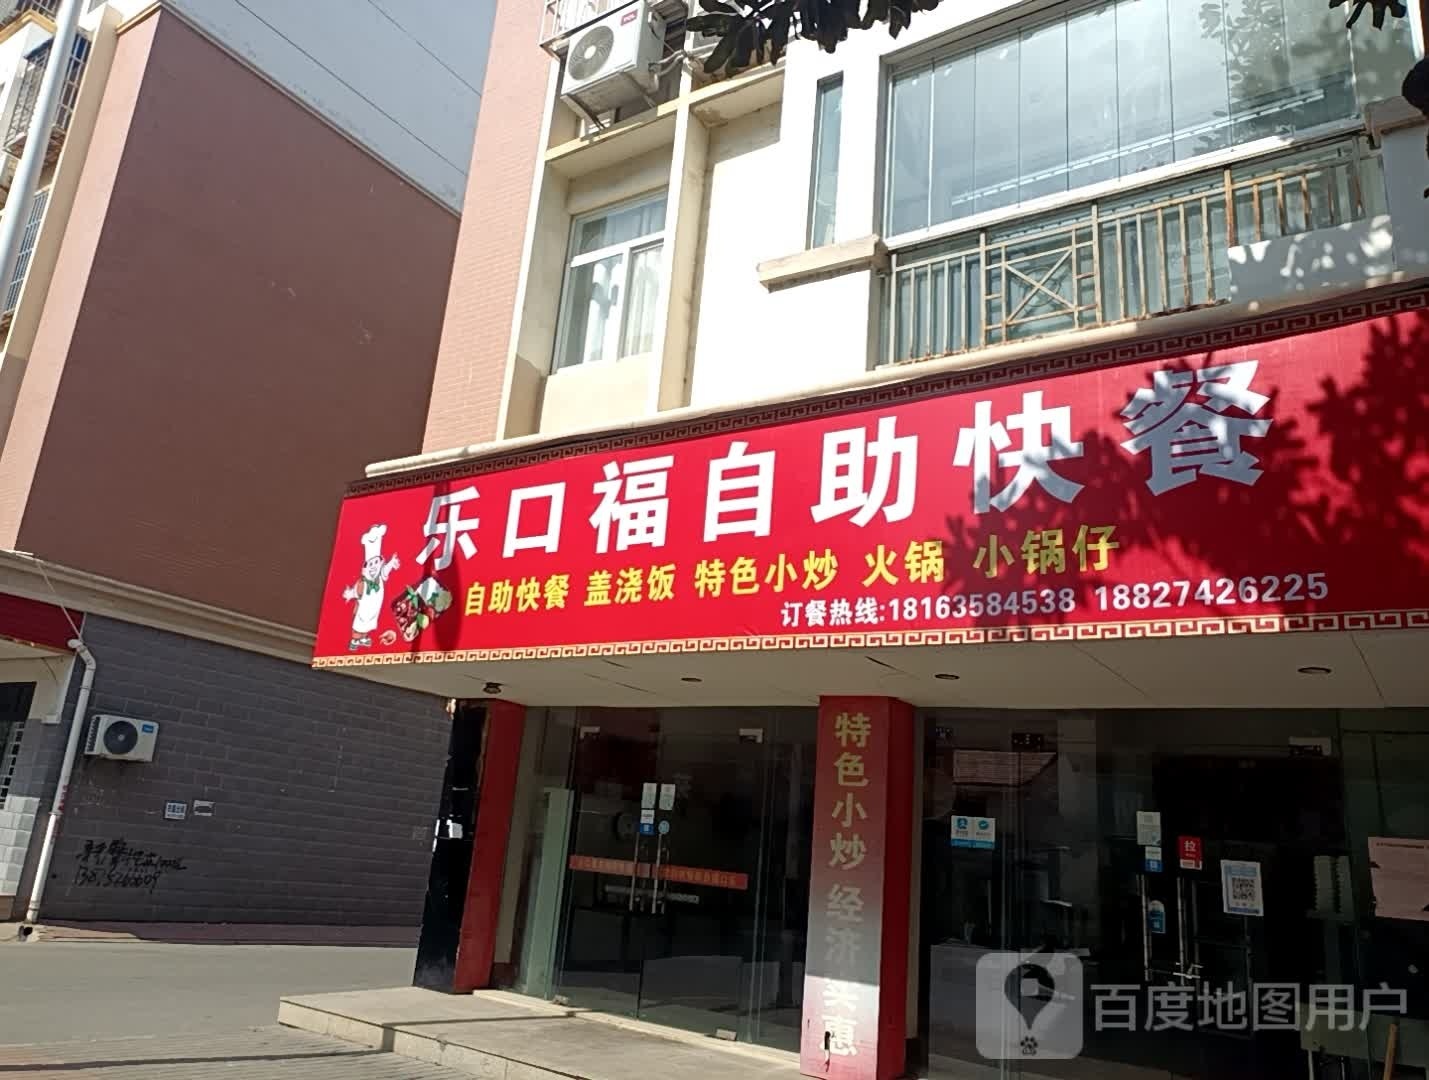 乐口福自助快餐
自助快餐 盖浇饭 特色小炒 火锅 小锅仔
订餐热线:18163584538 18827426225
特色小炒 经济实惠
拉
百度地图用户